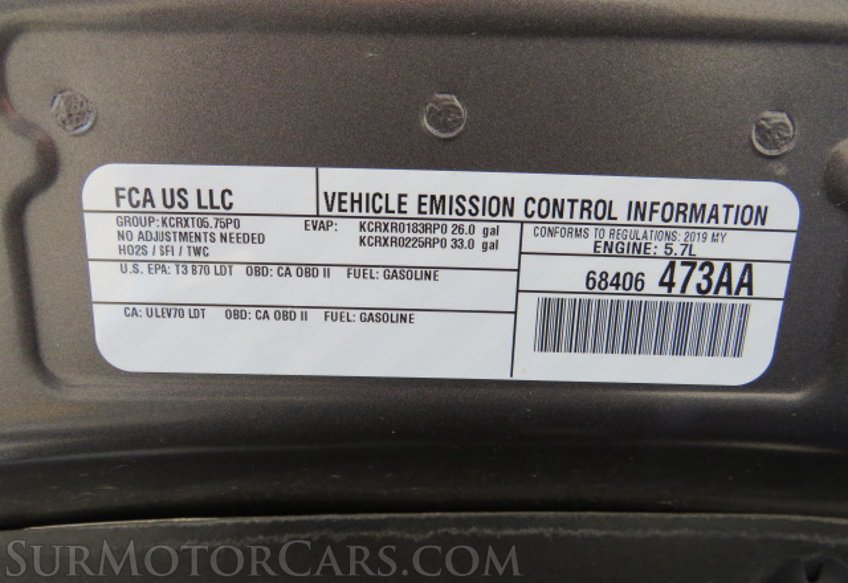 FCA US LLC
VEHICLE EMISSION CONTROL INFORMATION
GROUP: KCRXT05.75P0
NO ADJUSTMENTS NEEDED
HO2S / SFI / TWC
EVAP: KCRXR0183RP0 26.0 gal
KCRXR0225RP0 33.0 gal
CONFORMS TO REGULATIONS: 2019 MY
ENGINE: 5.7L
U.S. EPA: T3 B70 LDT OBD: CA OBD II FUEL: GASOLINE
68406 473AA
CA: ULEV70 LDT OBD: CA OBD II FUEL: GASOLINE
SURMOTORCARS.COM